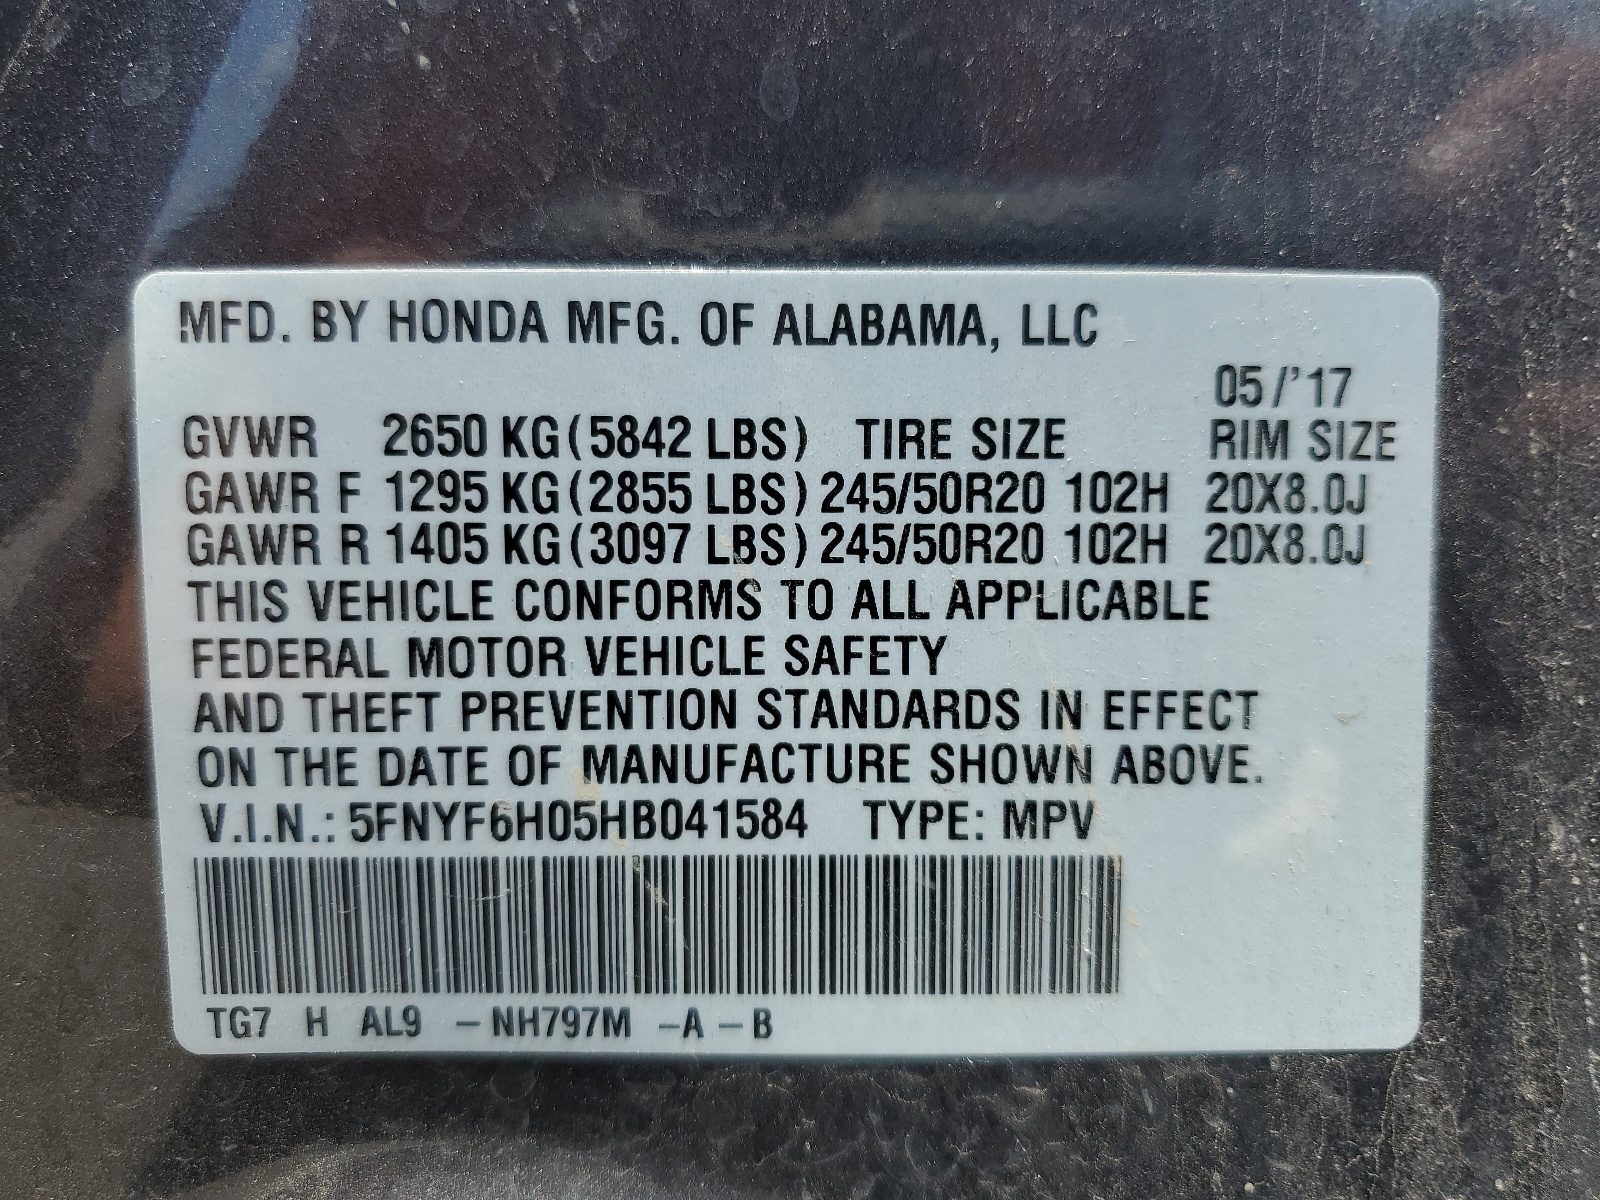 MFD. BY HONDA MFG. OF ALABAMA, LLC
05/'17
GVWR 2650 KG(5842 LBS) TIRE SIZE RIM SIZE
GAWR F 1295 KG(2855 LBS) 245/50R20 102H 20X8.0J
GAWR R 1405 KG(3097 LBS) 245/50R20 102H 20X8.0J
THIS VEHICLE CONFORMS TO ALL APPLICABLE
FEDERAL MOTOR VEHICLE SAFETY
AND THEFT PREVENTION STANDARDS IN EFFECT
ON THE DATE OF MANUFACTURE SHOWN ABOVE.
V.I.N.: 5FNYF6H05HB041584 TYPE: MPV
TG7 H AL9 -NH797M -A -B